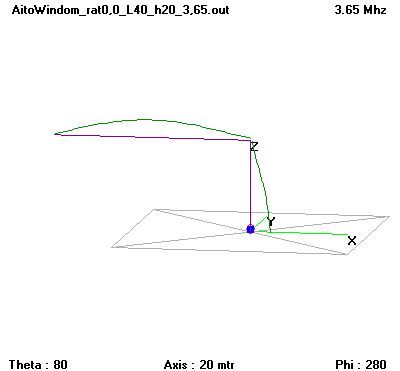 AitoWindom_rat0,0_L40_h20_3,65.out 3.65 Mhz
Z
Y
X
Theta : 80 Axis : 20 mtr Phi : 280